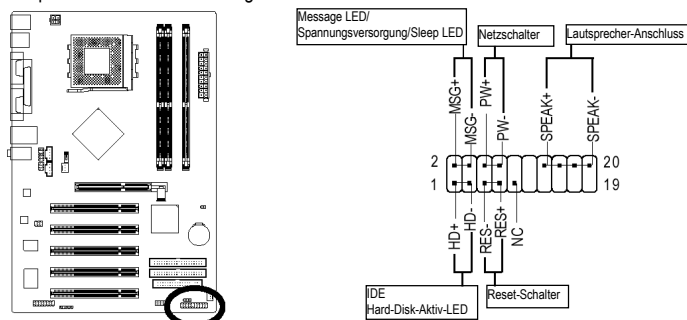 Message LED/
Spannungsversorgung/Sleep LED
Netzschalter
Lautsprecher-Anschluss
MSG+
MSG-
PW+
PW-
SPEAK+
SPEAK-
2
20
1
19
HD+
HD-
RES-
RES+
NC
IDE
Hard-Disk-Aktiv-LED
Reset-Schalter